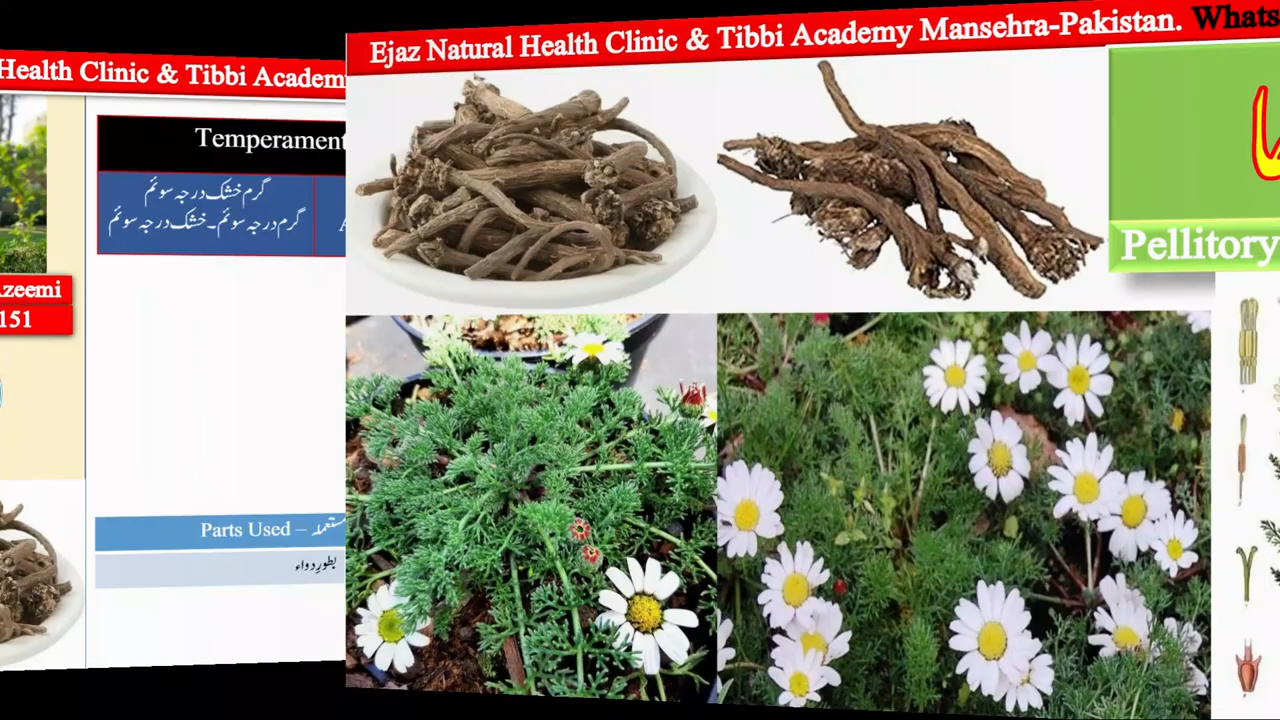 Health Clinic & Tibbi Academ
Ejaz Natural Health Clinic & Tibbi Academy Mansehra-Pakistan. Whats
Temperament
گرم خشک درجہ سوئم
گرم درجہ سوئم۔خشک درجہ سوئم
Pellitory
zeemi
151
Parts Used –
بطورِ دواء